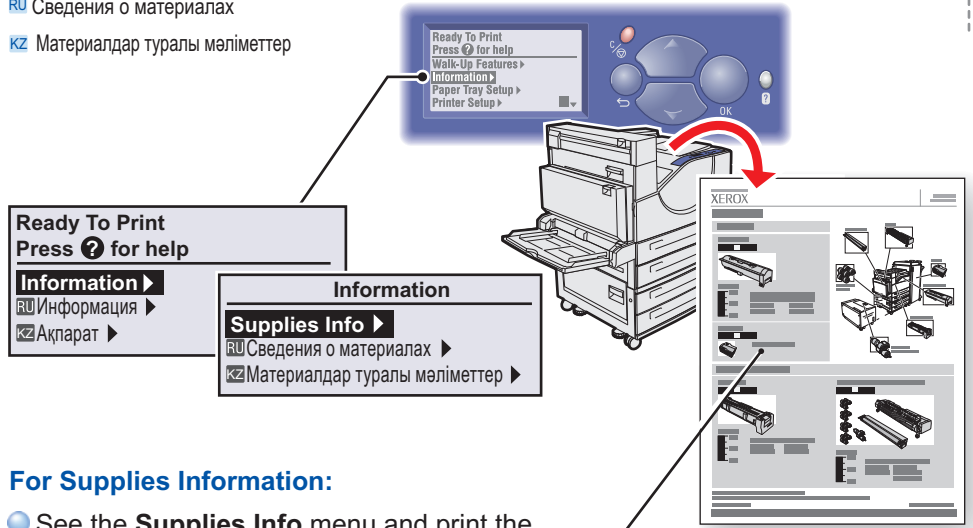 RU Сведения о материалах
KZ Материалдар туралы мәліметтер
Ready To Print
Press ? for help
Walk-Up Features
Information
Paper Tray Setup
Printer Setup
C
OK
?
XEROX
Ready To Print
Press ? for help
Information
RU Информация
KZ Ақпарат
Information
Supplies Info
RU Сведения о материалах
KZ Материалдар туралы мәліметтер
For Supplies Information:
See the Supplies Info menu and print the